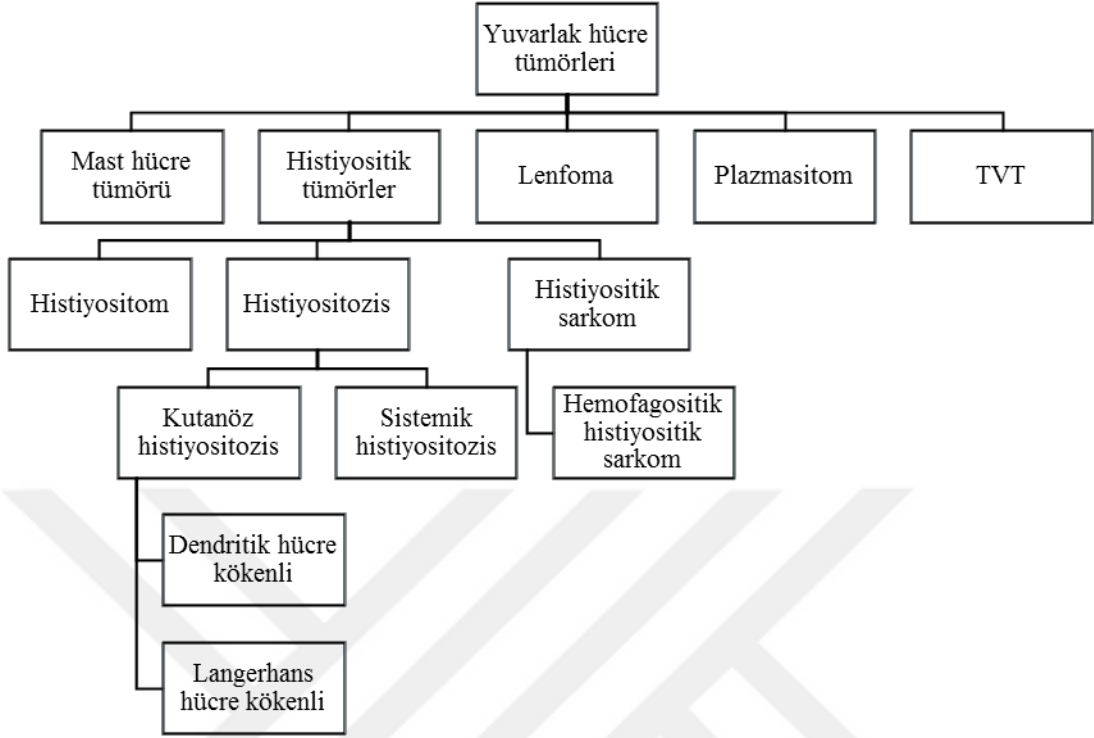 Yuvarlak hücre
tümörleri
Mast hücre
tümörü
Histiyositik
tümörler
Lenfoma
Plazmasitom
TVT
Histiyositom
Histiyositozis
Histiyositik
sarkom
Kutanöz
histiyositozis
Sistemik
histiyositozis
Hemofagositik
histiyositik
sarkom
Dendritik hücre
kökenli
Langerhans
hücre kökenli